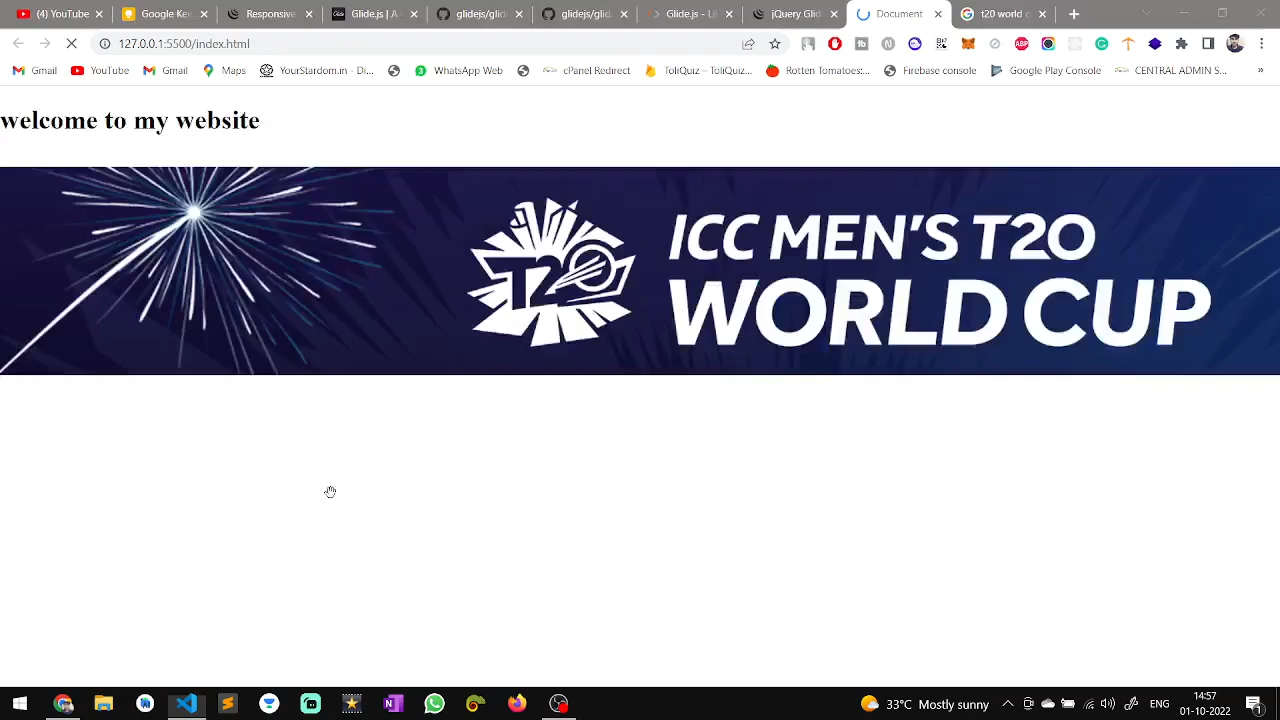 (4) YouTube
Google Kee
Responsive
Glide.js | A
glidejs/glid
glidejs/glid
Glide.js - Li
jQuery Glid
Document
t20 world c
127.0.0.1:5500/index.html
Gmail
YouTube
Gmail
Maps
YourStardomm - Di...
WhatsApp Web
cPanel Redirect
ToliQuiz – ToliQuiz...
Rotten Tomatoes:...
Firebase console
Google Play Console
CENTRAL ADMIN S...
»
welcome to my website
T20
ICC MEN'S T20
WORLD CUP
33°C Mostly sunny
ENG
14:57
01-10-2022